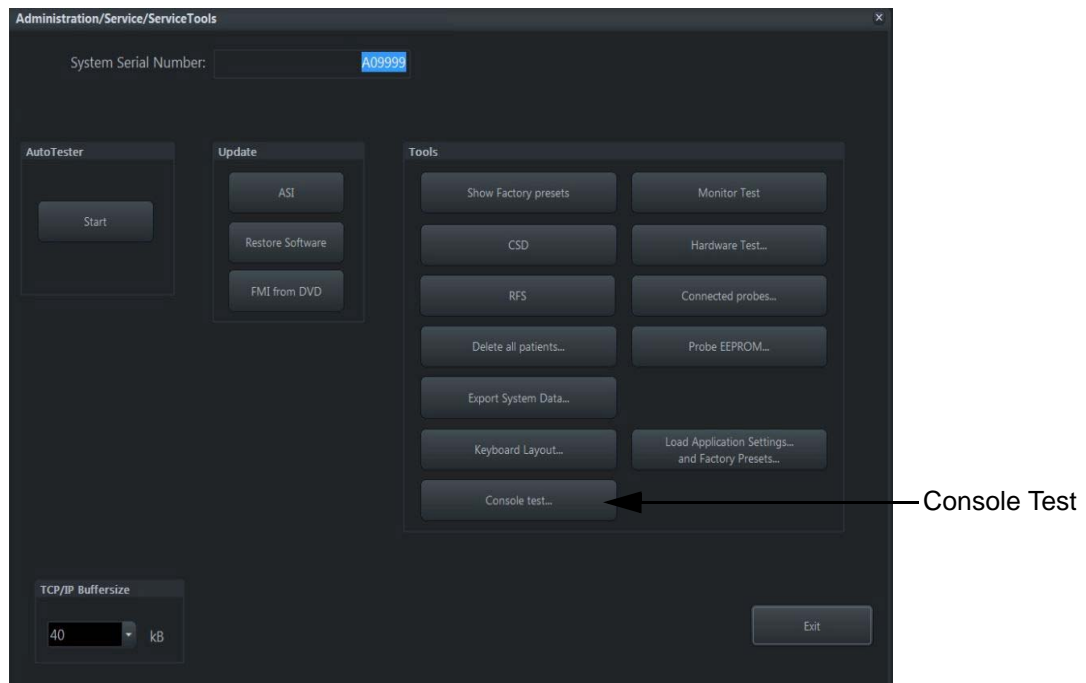 Administration/Service/ServiceTools
×
System Serial Number: A09999
AutoTester
Start
Update
ASI
Restore Software
FMI from DVD
Tools
Show Factory presets
Monitor Test
CSD
Hardware Test...
RFS
Connected probes...
Delete all patients...
Probe EEPROM...
Export System Data...
Keyboard Layout...
Load Application Settings...
and Factory Presets...
Console test...
Console Test
TCP/IP Buffersize
40 kB
Exit